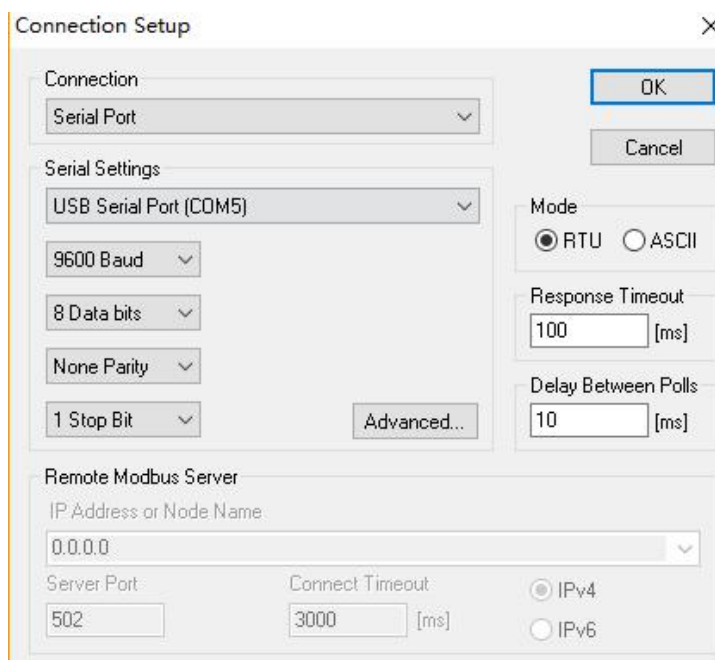 Connection Setup
Connection
Serial Port
OK
Cancel
Serial Settings
USB Serial Port (COM5)
9600 Baud
8 Data bits
None Parity
1 Stop Bit
Advanced...
Mode
RTU ASCII
Response Timeout
100 [ms]
Delay Between Polls
10 [ms]
Remote Modbus Server
IP Address or Node Name
0.0.0.0
Server Port Connect Timeout
502 3000 [ms]
IPv4
IPv6